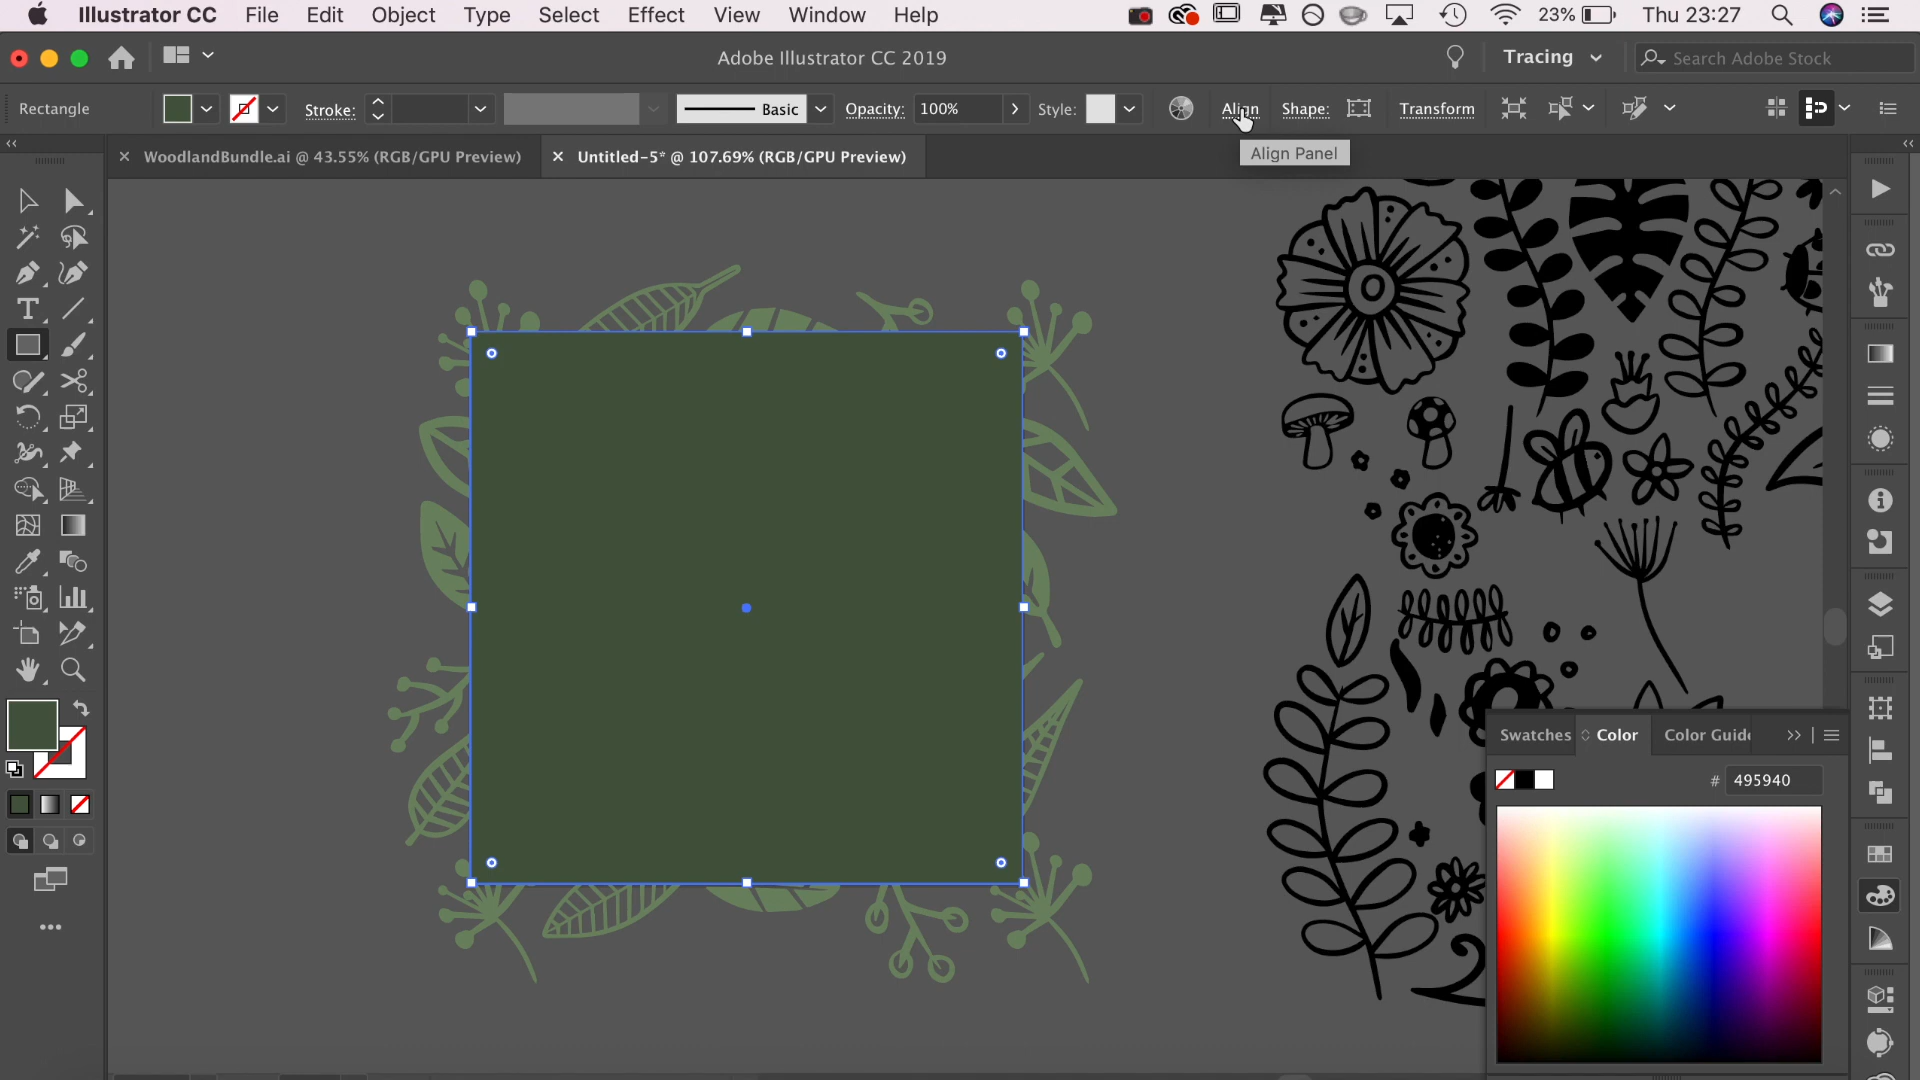 Illustrator CC File Edit Object Type Select Effect View Window Help 23% Thu 23:27
Adobe Illustrator CC 2019 Tracing Search Adobe Stock
Rectangle Stroke: Basic Opacity: 100% Style: Align Shape: Transform
Align Panel
WoodlandBundle.ai @ 43.55% (RGB/GPU Preview) Untitled-5* @ 107.69% (RGB/GPU Preview)
Swatches Color Color Guide
# 495940